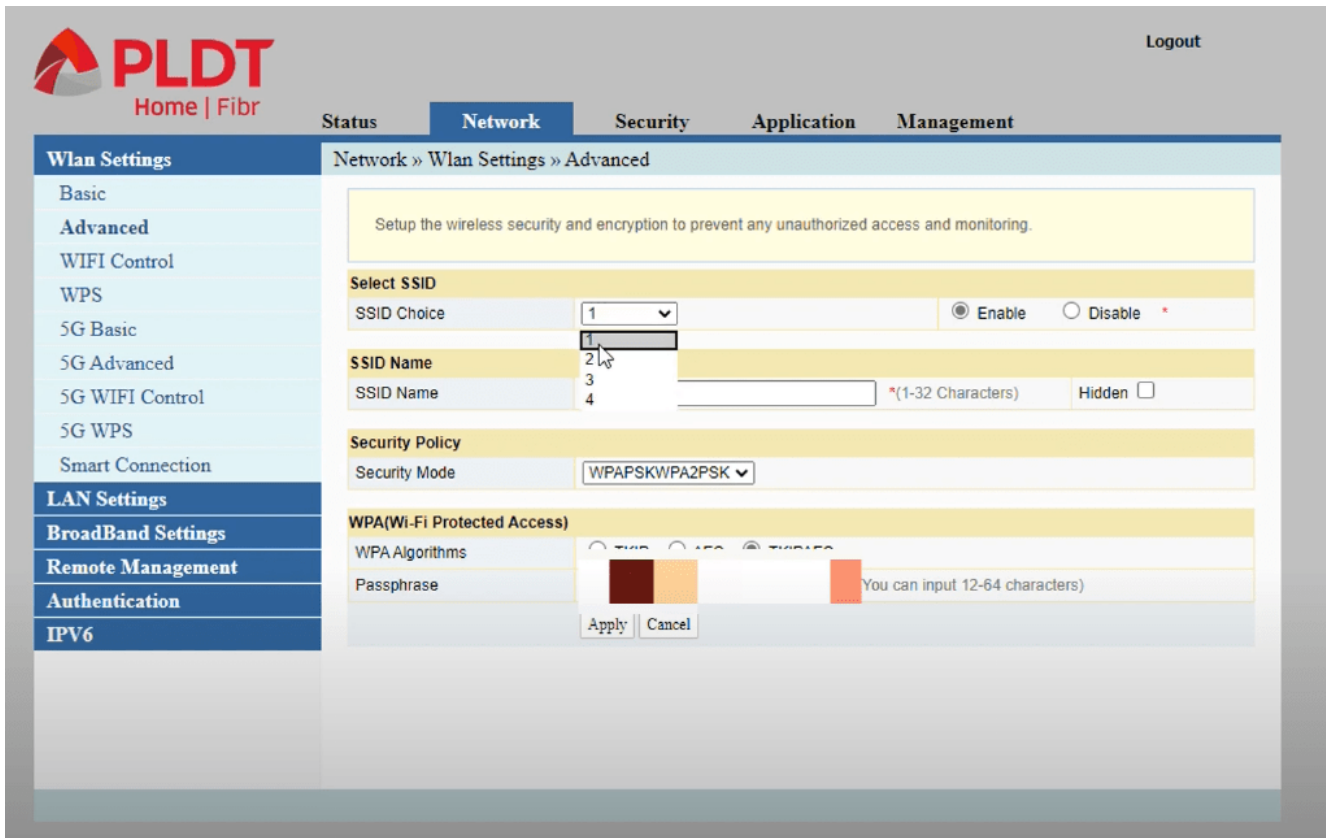 Logout
PLDT
Home | Fibr
Status Network Security Application Management
Wlan Settings
Network » Wlan Settings » Advanced
Basic
Advanced
WIFI Control
WPS
5G Basic
5G Advanced
5G WIFI Control
5G WPS
Smart Connection
LAN Settings
BroadBand Settings
Remote Management
Authentication
IPV6
Setup the wireless security and encryption to prevent any unauthorized access and monitoring.
Select SSID
SSID Choice 1 Enable Disable *
1
2
3
4
SSID Name
SSID Name *(1-32 Characters) Hidden
Security Policy
Security Mode WPAPSKWPA2PSK
WPA(Wi-Fi Protected Access)
WPA Algorithms TKIP AES TKIPAES
Passphrase You can input 12-64 characters)
Apply Cancel